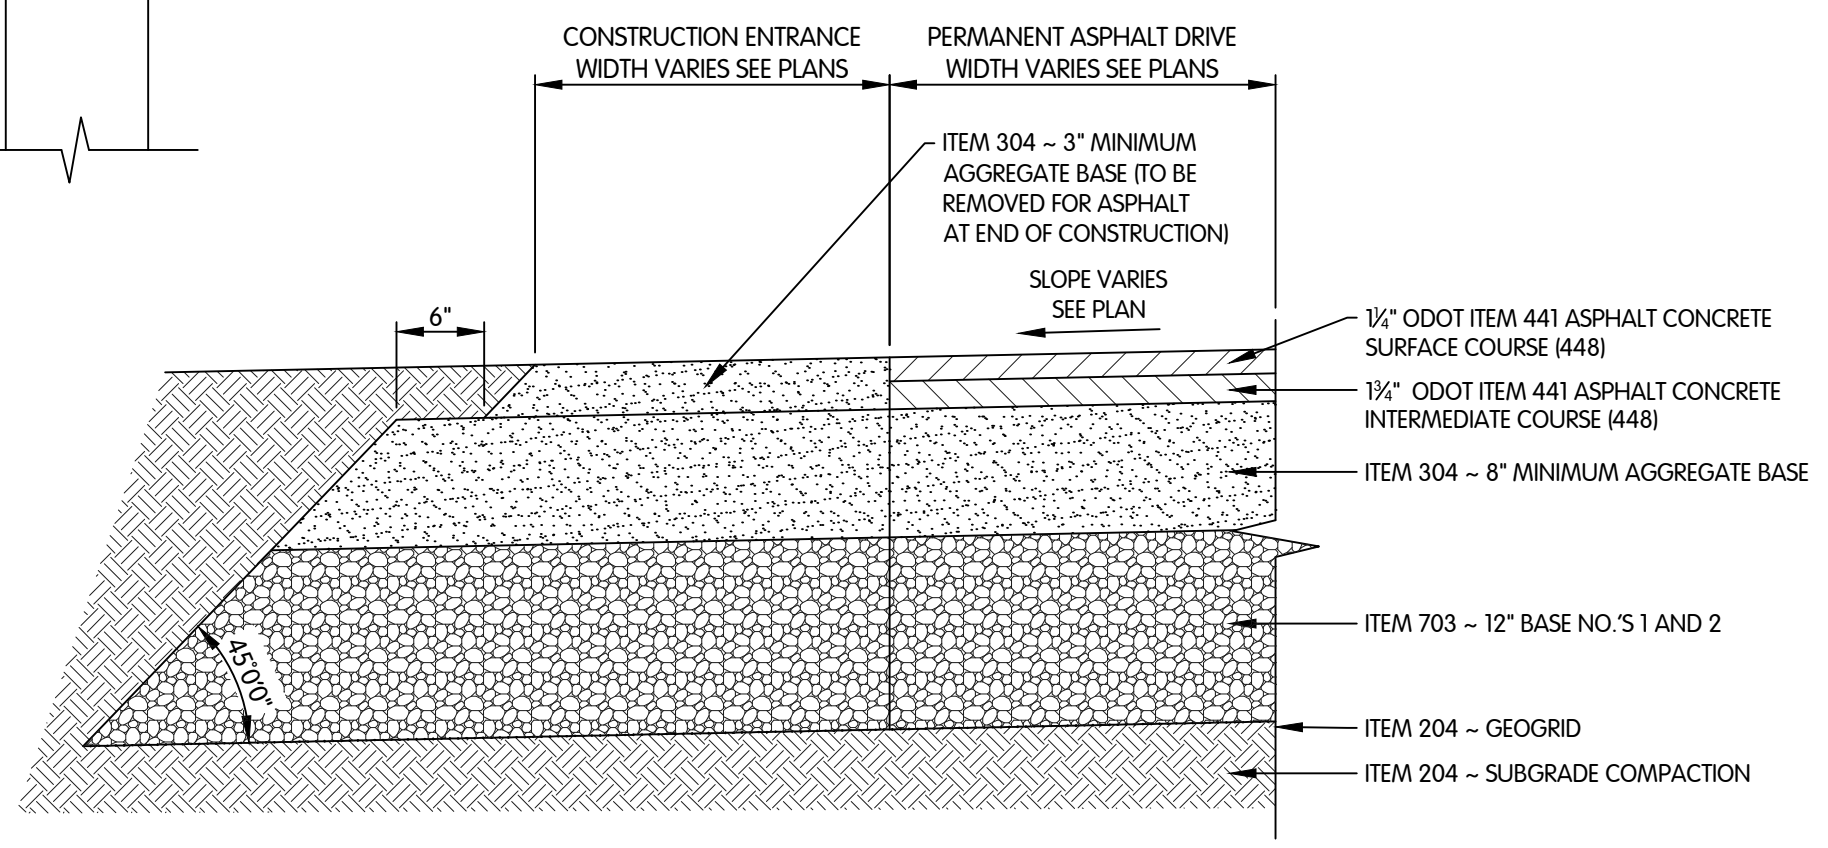 CONSTRUCTION ENTRANCE
WIDTH VARIES SEE PLANS
PERMANENT ASPHALT DRIVE
WIDTH VARIES SEE PLANS
ITEM 304 ~ 3" MINIMUM
AGGREGATE BASE (TO BE
REMOVED FOR ASPHALT
AT END OF CONSTRUCTION)
SLOPE VARIES
SEE PLAN
6"
1¼" ODOT ITEM 441 ASPHALT CONCRETE
SURFACE COURSE (448)
1¾" ODOT ITEM 441 ASPHALT CONCRETE
INTERMEDIATE COURSE (448)
ITEM 304 ~ 8" MINIMUM AGGREGATE BASE
ITEM 703 ~ 12" BASE NO.'S 1 AND 2
45°0'0"
ITEM 204 ~ GEOGRID
ITEM 204 ~ SUBGRADE COMPACTION